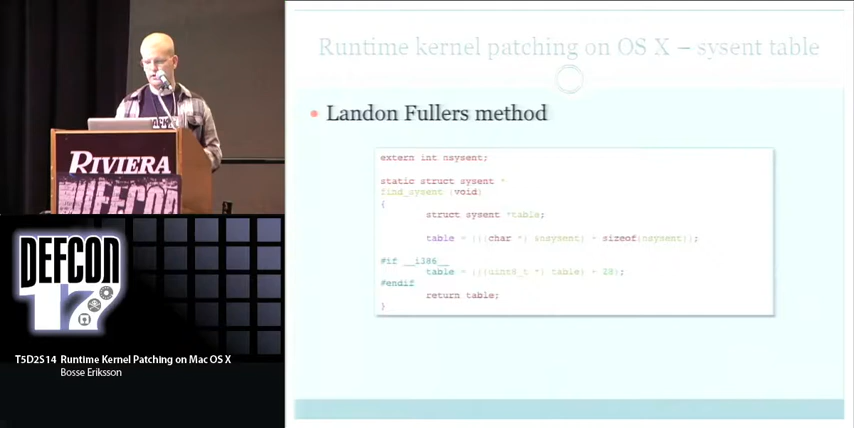 Runtime kernel patching on OS X – sysent table
Landon Fullers method
extern int nsysent;
static struct sysent *
find_sysent (void)
{
struct sysent *table;
table = (((char *) &nsysent) + sizeof(nsysent));
#if __i386__
table = (((uint8_t *) table) + 28);
#endif
return table;
}
RIVIERA
DEFCON
DEFCON
17
T5D2S14 Runtime Kernel Patching on Mac OS X
Bosse Eriksson